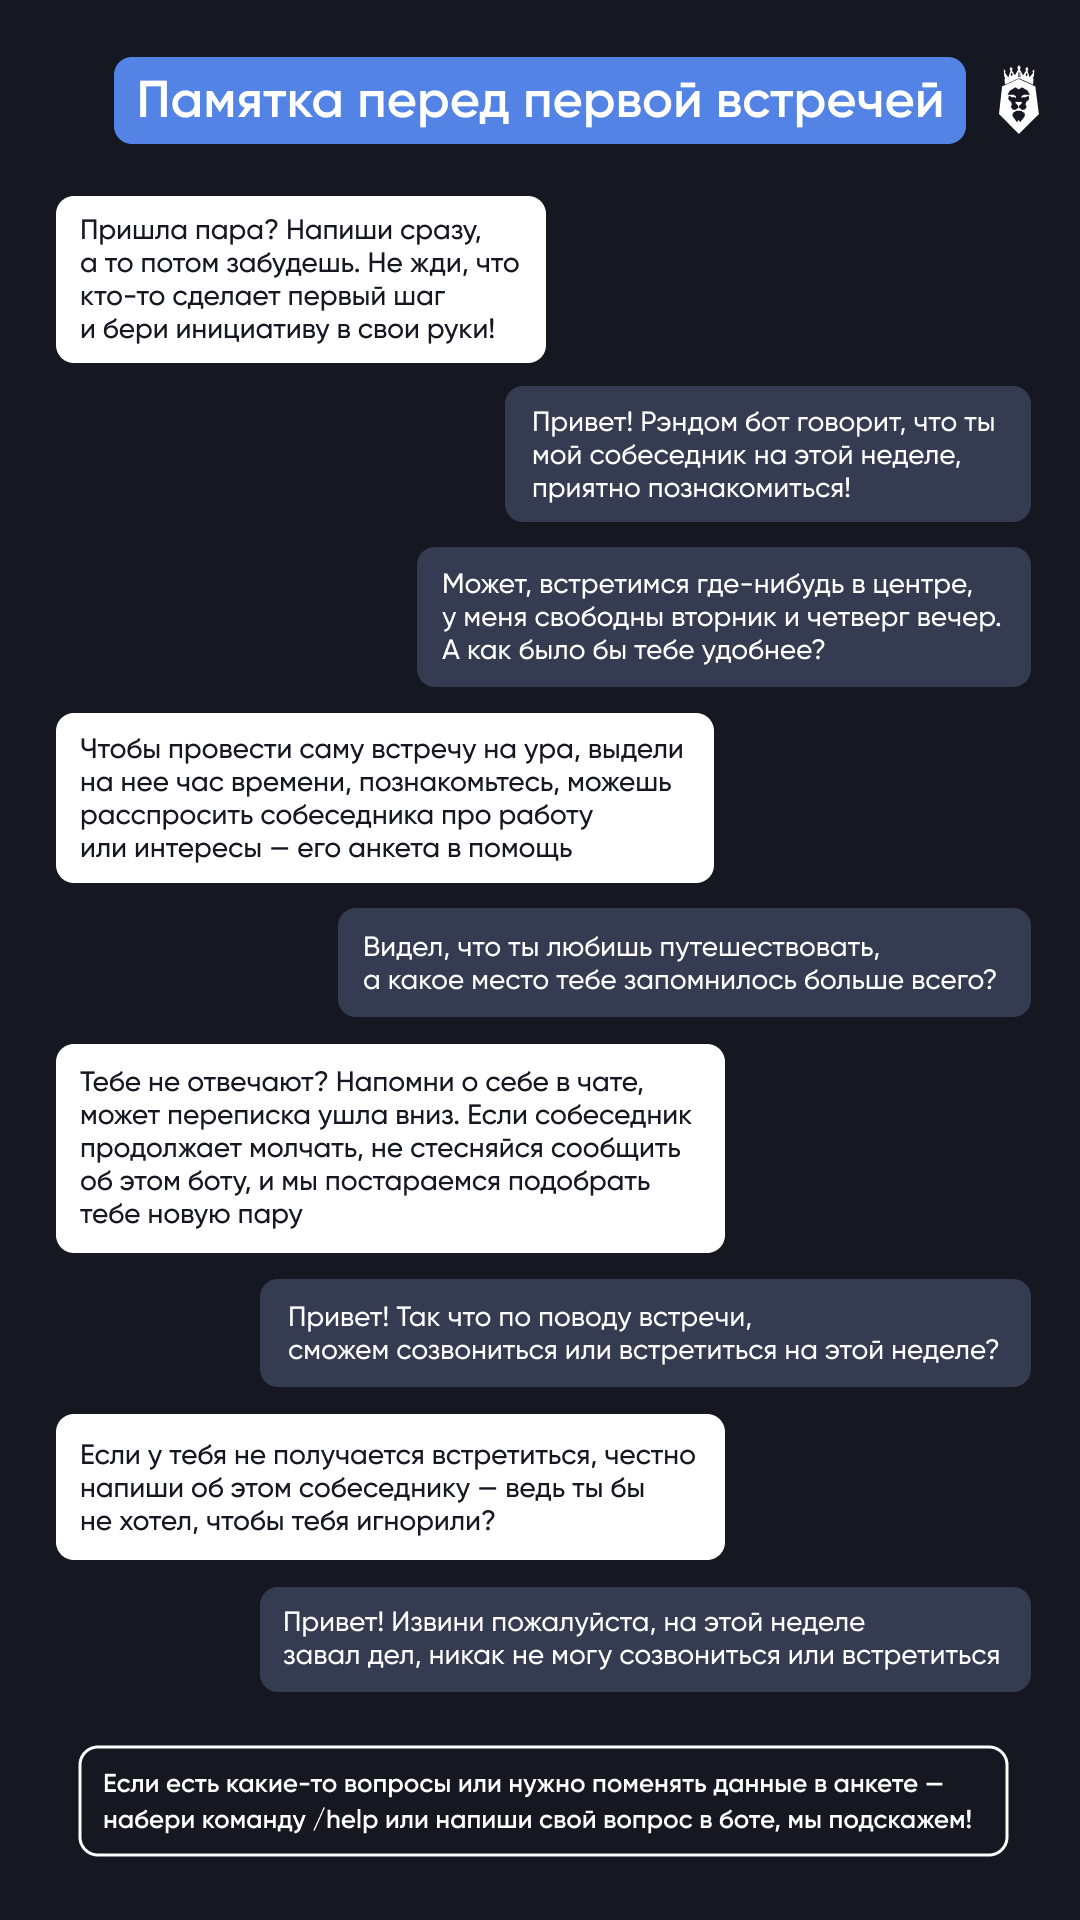 Памятка перед первой встречей
Пришла пара? Напиши сразу,
а то потом забудешь. Не жди, что
кто-то сделает первый шаг
и бери инициативу в свои руки!
Привет! Рэндом бот говорит, что ты
мой собеседник на этой неделе,
приятно познакомиться!
Может, встретимся где-нибудь в центре,
у меня свободны вторник и четверг вечер.
А как было бы тебе удобнее?
Чтобы провести саму встречу на ура, выдели
на нее час времени, познакомьтесь, можешь
расспросить собеседника про работу
или интересы — его анкета в помощь
Видел, что ты любишь путешествовать,
а какое место тебе запомнилось больше всего?
Тебе не отвечают? Напомни о себе в чате,
может переписка ушла вниз. Если собеседник
продолжает молчать, не стесняйся сообщить
об этом боту, и мы постараемся подобрать
тебе новую пару
Привет! Так что по поводу встречи,
сможем созвониться или встретиться на этой неделе?
Если у тебя не получается встретиться, честно
напиши об этом собеседнику — ведь ты бы
не хотел, чтобы тебя игнорили?
Привет! Извини пожалуйста, на этой неделе
завал дел, никак не могу созвониться или встретиться
Если есть какие-то вопросы или нужно поменять данные в анкете —
набери команду /help или напиши свой вопрос в боте, мы подскажем!